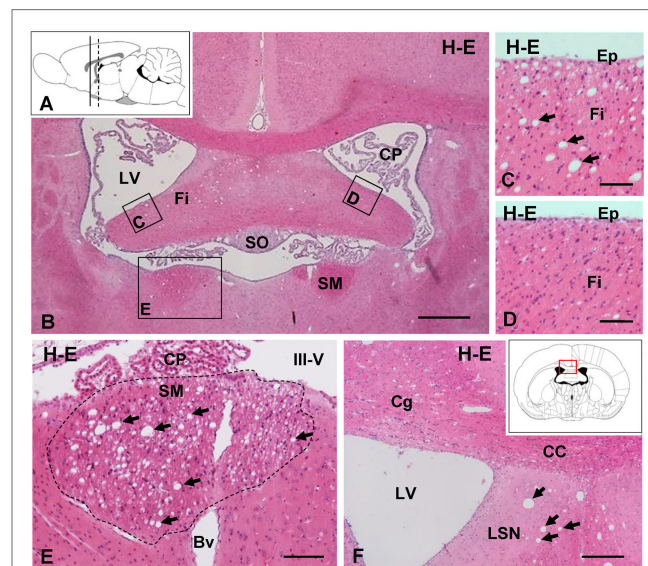 A
H-E
LV
CP
C
Fi
D
SO
E
SM
B
H-E
Ep
Fi
C
H-E
Ep
Fi
D
H-E
CP
III-V
SM
Bv
E
H-E
Cg
CC
LV
LSN
F